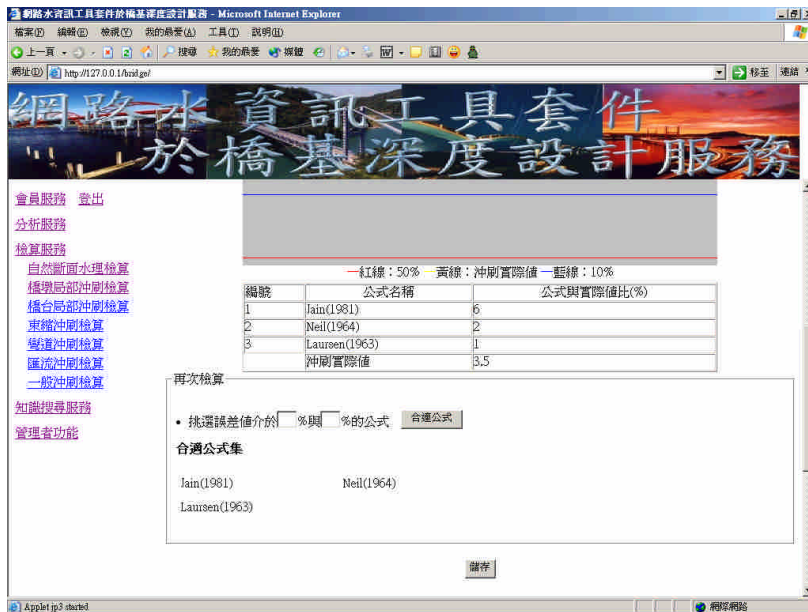 網路水資訊工具套件於橋基深度設計服務 - Microsoft Internet Explorer
檔案(F) 編輯(E) 檢視(V) 我的最愛(A) 工具(T) 說明(H)
上一頁 搜尋 我的最愛 媒體
網址(D) http://127.0.0.1/bridge/ 移至 連結
網路水資訊工具套件
於橋基深度設計服務
會員服務 登出
分析服務
檢算服務
自然斷面水理檢算
橋墩局部沖刷檢算
橋台局部沖刷檢算
束縮沖刷檢算
彎道沖刷檢算
匯流沖刷檢算
一般沖刷檢算
知識搜尋服務
管理者功能
一紅線：50% 一黃線：沖刷實際值 一藍線：10%
編號 公式名稱 公式與實際值比(%)
1 Jain(1981) 6
2 Neil(1964) 2
3 Laursen(1963) 1
沖刷實際值 3.5
再次檢算
• 挑選誤差值介於 %與 %的公式 合適公式
合適公式集
Jain(1981) Neil(1964)
Laursen(1963)
儲存
Applet jp3 started 網際網路